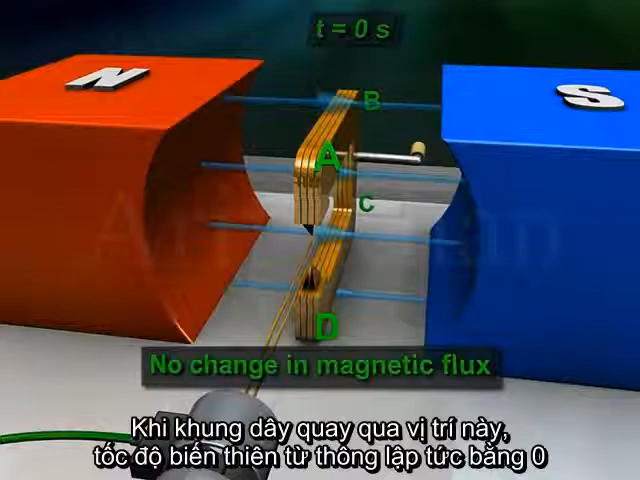 t = 0 s
N
S
B
A
C
D
No change in magnetic flux
Khi khung dây quay qua vị trí này,
tốc độ biến thiên từ thông lập tức bằng 0